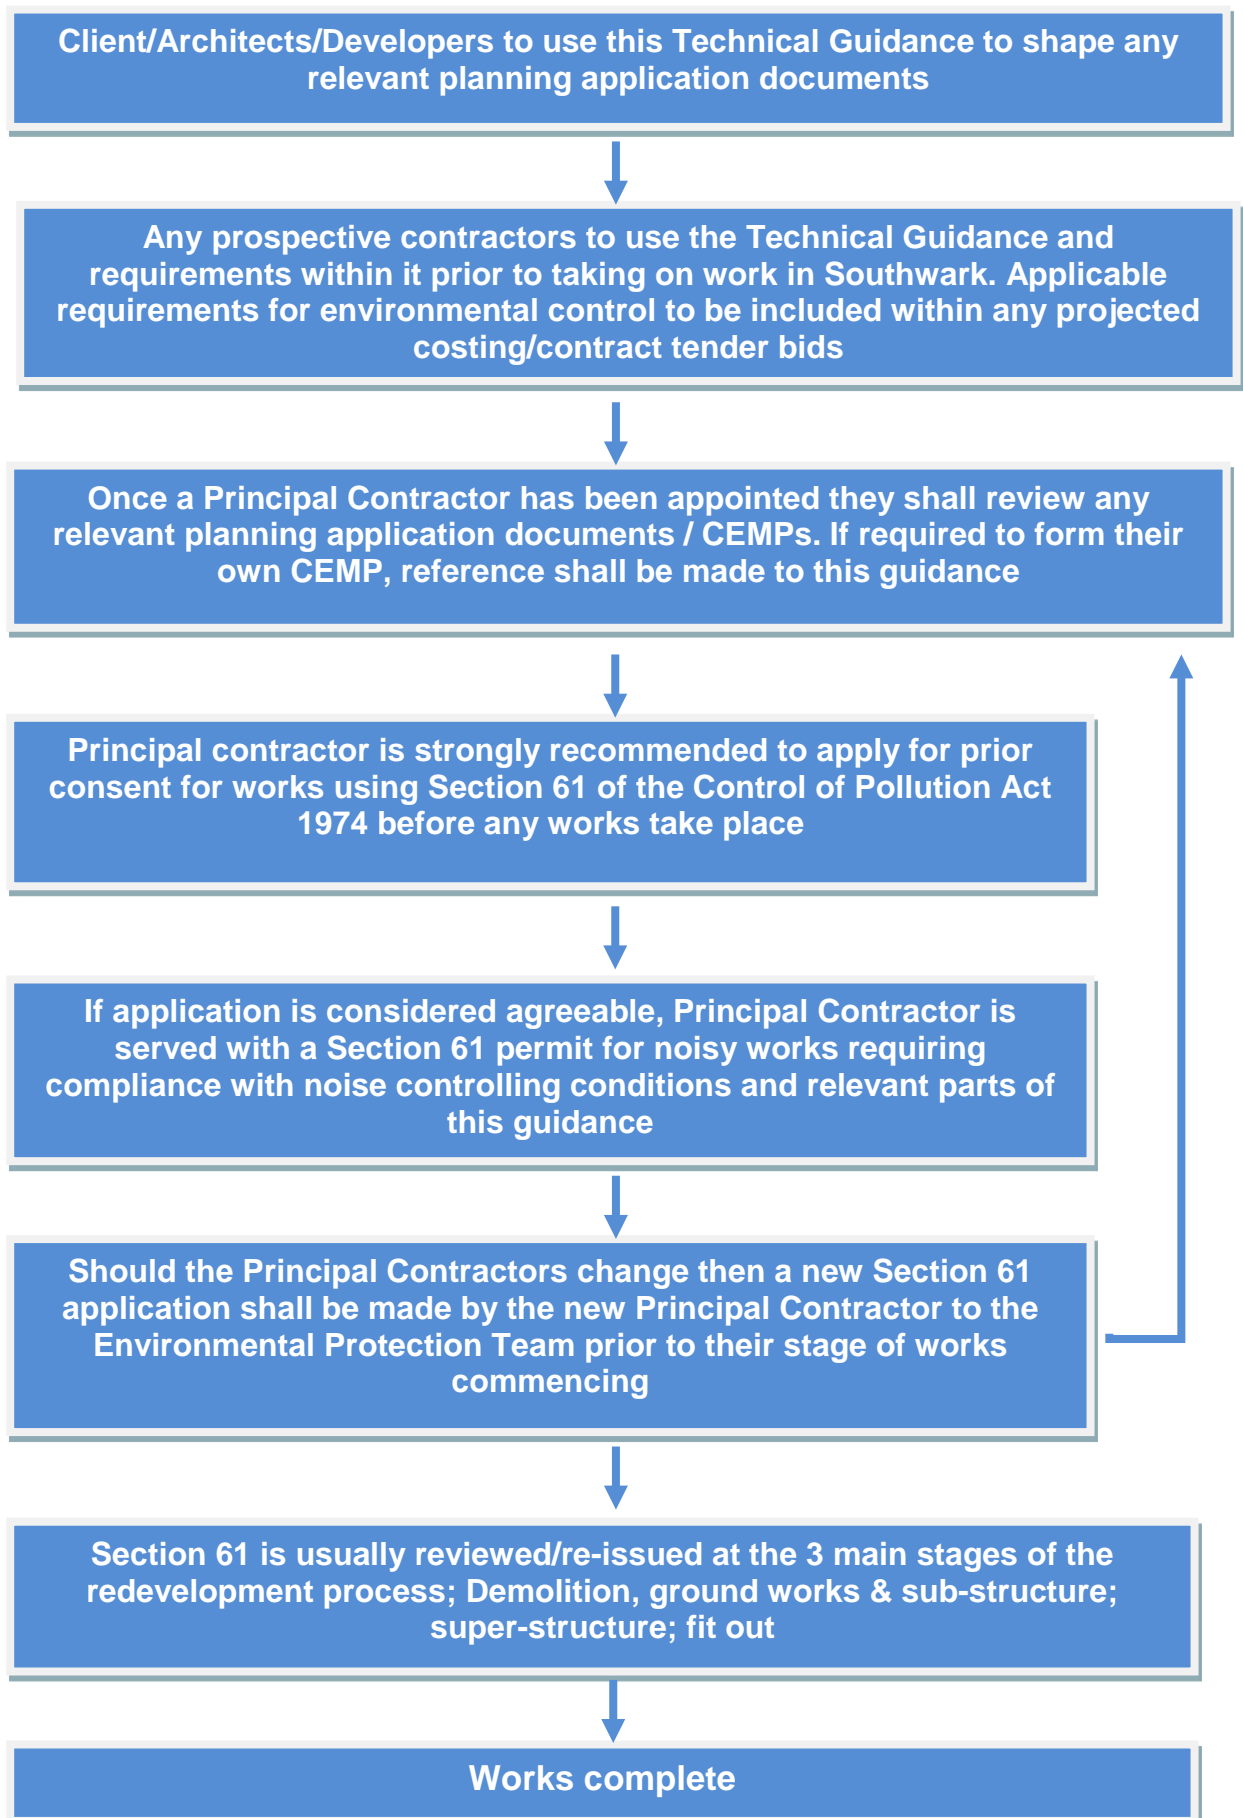 Client/Architects/Developers to use this Technical Guidance to shape any
relevant planning application documents
Any prospective contractors to use the Technical Guidance and
requirements within it prior to taking on work in Southwark. Applicable
requirements for environmental control to be included within any projected
costing/contract tender bids
Once a Principal Contractor has been appointed they shall review any
relevant planning application documents / CEMPs. If required to form their
own CEMP, reference shall be made to this guidance
Principal contractor is strongly recommended to apply for prior
consent for works using Section 61 of the Control of Pollution Act
1974 before any works take place
If application is considered agreeable, Principal Contractor is
served with a Section 61 permit for noisy works requiring
compliance with noise controlling conditions and relevant parts of
this guidance
Should the Principal Contractors change then a new Section 61
application shall be made by the new Principal Contractor to the
Environmental Protection Team prior to their stage of works
commencing
Section 61 is usually reviewed/re-issued at the 3 main stages of the
redevelopment process; Demolition, ground works & sub-structure;
super-structure; fit out
Works complete